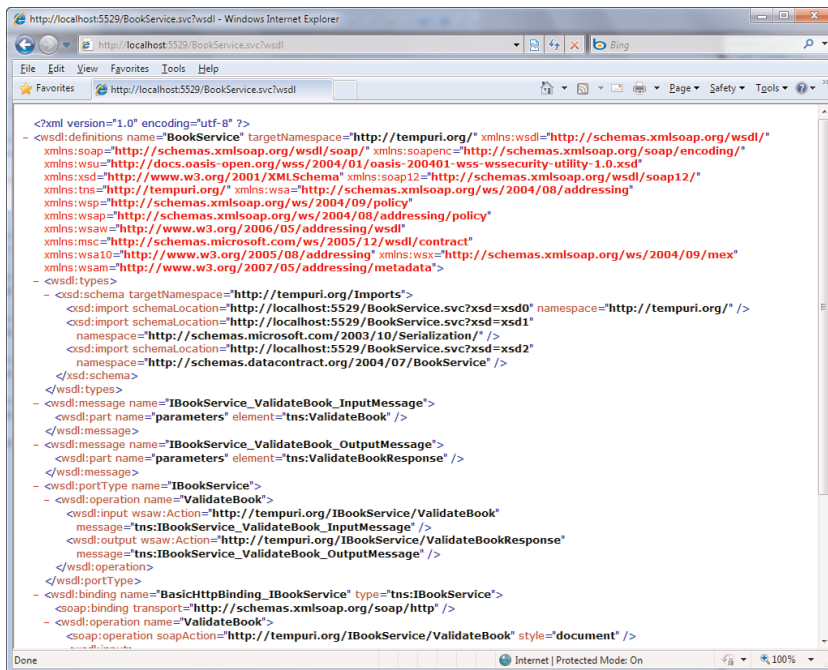 http://localhost:5529/BookService.svc?wsdl - Windows Internet Explorer
http://localhost:5529/BookService.svc?wsdl
Bing
File Edit View Favorites Tools Help
Favorites http://localhost:5529/BookService.svc?wsdl Page Safety Tools
<?xml version="1.0" encoding="utf-8" ?>
- <wsdl:definitions name="BookService" targetNamespace="http://tempuri.org/" xmlns:wsdl="http://schemas.xmlsoap.org/wsdl/"
xmlns:soap="http://schemas.xmlsoap.org/wsdl/soap/" xmlns:soapenc="http://schemas.xmlsoap.org/soap/encoding/"
xmlns:wsu="http://docs.oasis-open.org/wss/2004/01/oasis-200401-wss-wssecurity-utility-1.0.xsd"
xmlns:xsd="http://www.w3.org/2001/XMLSchema" xmlns:soap12="http://schemas.xmlsoap.org/wsdl/soap12/"
xmlns:tns="http://tempuri.org/" xmlns:wsa="http://schemas.xmlsoap.org/ws/2004/08/addressing"
xmlns:wsp="http://schemas.xmlsoap.org/ws/2004/09/policy"
xmlns:wsap="http://schemas.xmlsoap.org/ws/2004/08/addressing/policy"
xmlns:wsaw="http://www.w3.org/2006/05/addressing/wsdl"
xmlns:msc="http://schemas.microsoft.com/ws/2005/12/wsdl/contract"
xmlns:wsa10="http://www.w3.org/2005/08/addressing" xmlns:wsx="http://schemas.xmlsoap.org/ws/2004/09/mex"
xmlns:wsam="http://www.w3.org/2007/05/addressing/metadata">
- <wsdl:types>
- <xsd:schema targetNamespace="http://tempuri.org/Imports">
<xsd:import schemaLocation="http://localhost:5529/BookService.svc?xsd=xsd0" namespace="http://tempuri.org/" />
<xsd:import schemaLocation="http://localhost:5529/BookService.svc?xsd=xsd1"
namespace="http://schemas.microsoft.com/2003/10/Serialization/" />
<xsd:import schemaLocation="http://localhost:5529/BookService.svc?xsd=xsd2"
namespace="http://schemas.datacontract.org/2004/07/BookService" />
</xsd:schema>
</wsdl:types>
- <wsdl:message name="IBookService_ValidateBook_InputMessage">
<wsdl:part name="parameters" element="tns:ValidateBook" />
</wsdl:message>
- <wsdl:message name="IBookService_ValidateBook_OutputMessage">
<wsdl:part name="parameters" element="tns:ValidateBookResponse" />
</wsdl:message>
- <wsdl:portType name="IBookService">
- <wsdl:operation name="ValidateBook">
<wsdl:input wsaw:Action="http://tempuri.org/IBookService/ValidateBook"
message="tns:IBookService_ValidateBook_InputMessage" />
<wsdl:output wsaw:Action="http://tempuri.org/IBookService/ValidateBookResponse"
message="tns:IBookService_ValidateBook_OutputMessage" />
</wsdl:operation>
</wsdl:portType>
- <wsdl:binding name="BasicHttpBinding_IBookService" type="tns:IBookService">
<soap:binding transport="http://schemas.xmlsoap.org/soap/http" />
- <wsdl:operation name="ValidateBook">
<soap:operation soapAction="http://tempuri.org/IBookService/ValidateBook" style="document" />
Done Internet | Protected Mode: On 100%